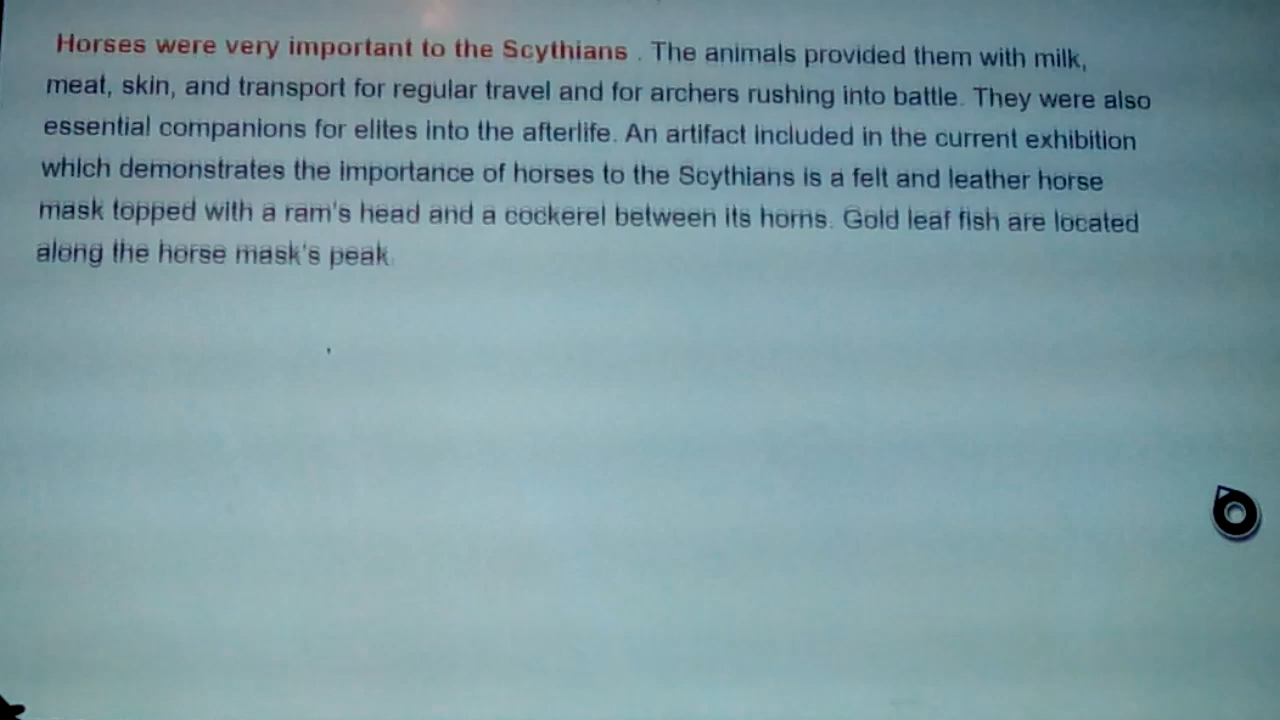 Horses were very important to the Scythians . The animals provided them with milk,
meat, skin, and transport for regular travel and for archers rushing into battle. They were also
essential companions for elites into the afterlife. An artifact included in the current exhibition
which demonstrates the importance of horses to the Scythians is a felt and leather horse
mask topped with a ram's head and a cockerel between its horns. Gold leaf fish are located
along the horse mask's peak.